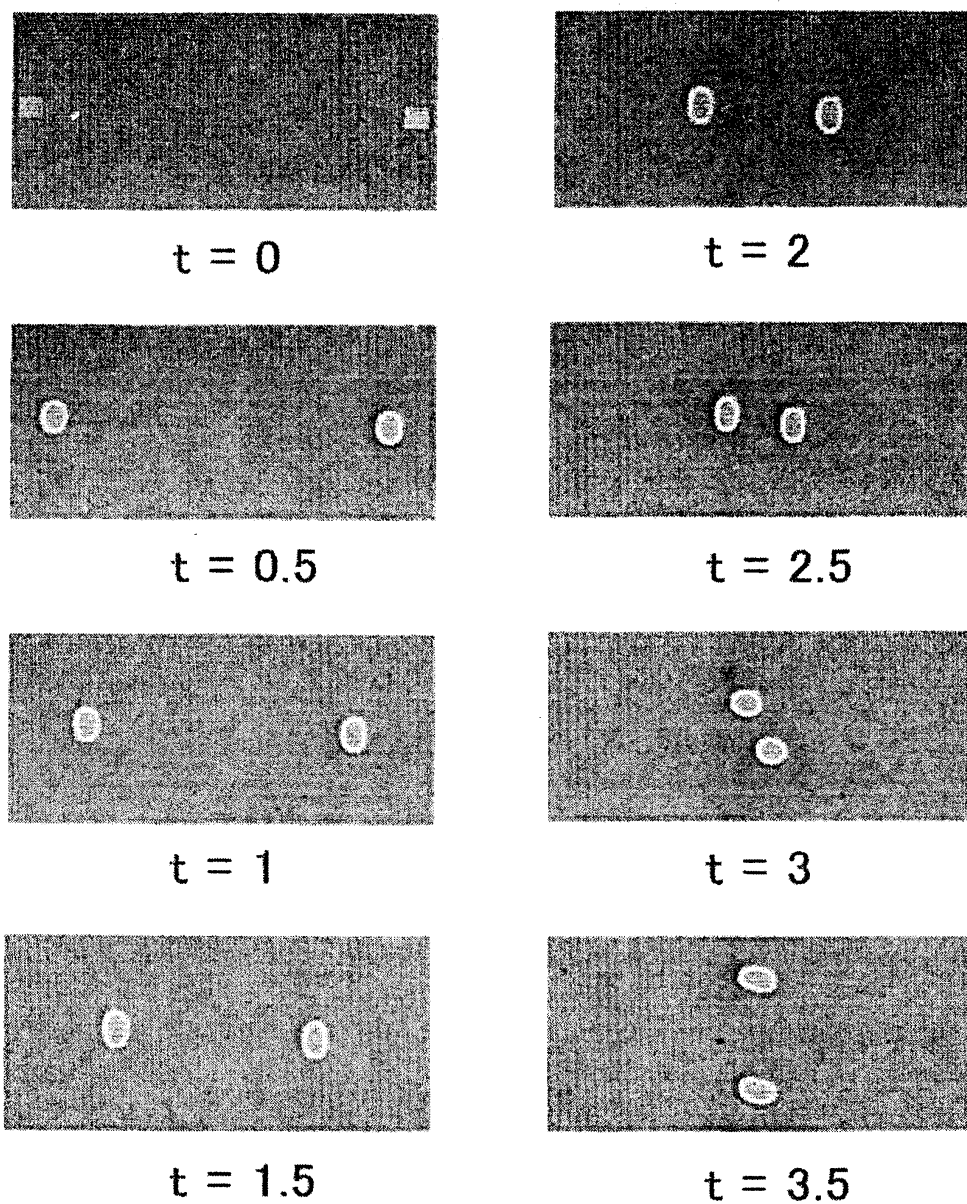 t = 0
t = 0.5
t = 1
t = 1.5
t = 2
t = 2.5
t = 3
t = 3.5